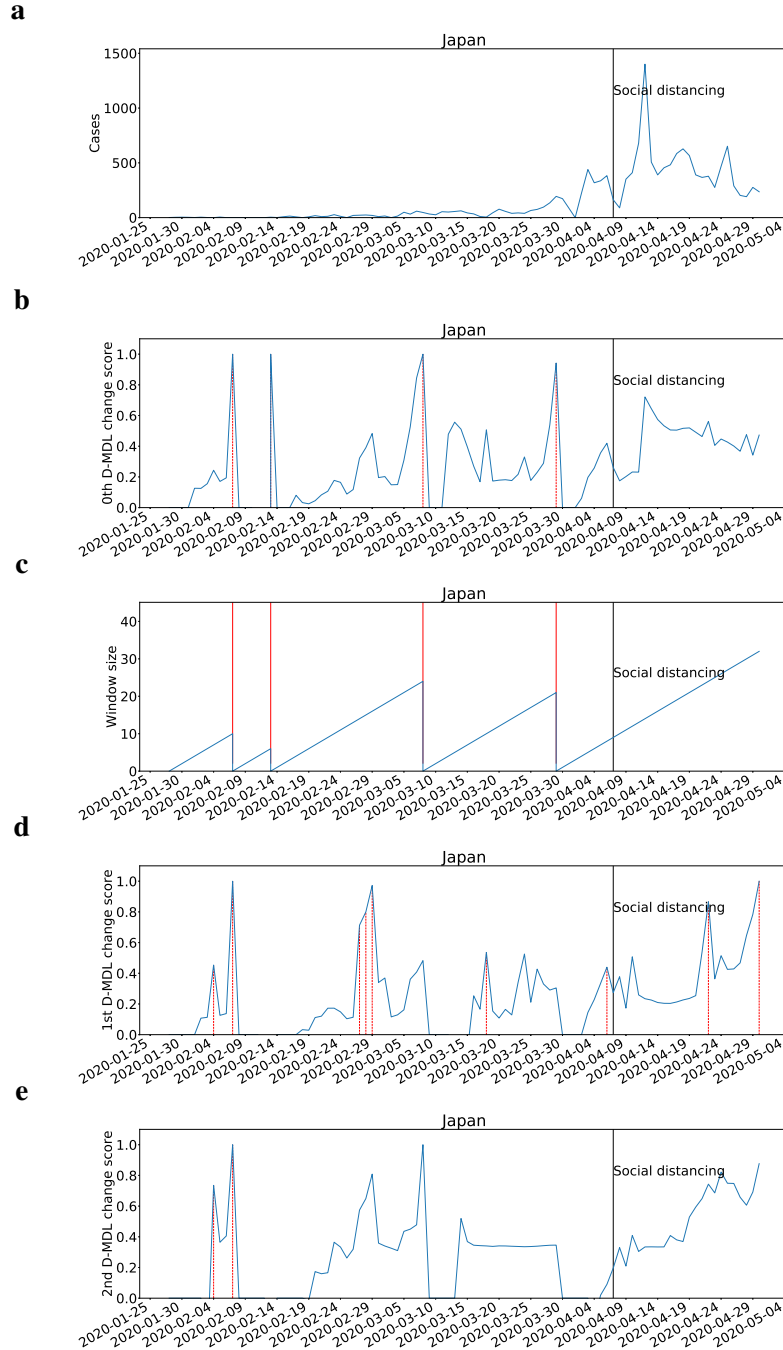 a
Japan
1500
1000
500
0
Cases
Social distancing
2020-01-25 2020-01-30 2020-02-04 2020-02-09 2020-02-14 2020-02-19 2020-02-24 2020-02-29 2020-03-05 2020-03-10 2020-03-15 2020-03-20 2020-03-25 2020-03-30 2020-04-04 2020-04-09 2020-04-14 2020-04-19 2020-04-24 2020-04-29 2020-05-04
b
Japan
1.0
0.8
0.6
0.4
0.2
0.0
0th D-MDL change score
Social distancing
2020-01-25 2020-01-30 2020-02-04 2020-02-09 2020-02-14 2020-02-19 2020-02-24 2020-02-29 2020-03-05 2020-03-10 2020-03-15 2020-03-20 2020-03-25 2020-03-30 2020-04-04 2020-04-09 2020-04-14 2020-04-19 2020-04-24 2020-04-29 2020-05-04
c
Japan
40
30
20
10
0
Window size
Social distancing
2020-01-25 2020-01-30 2020-02-04 2020-02-09 2020-02-14 2020-02-19 2020-02-24 2020-02-29 2020-03-05 2020-03-10 2020-03-15 2020-03-20 2020-03-25 2020-03-30 2020-04-04 2020-04-09 2020-04-14 2020-04-19 2020-04-24 2020-04-29 2020-05-04
d
Japan
1.0
0.8
0.6
0.4
0.2
0.0
1st D-MDL change score
Social distancing
2020-01-25 2020-01-30 2020-02-04 2020-02-09 2020-02-14 2020-02-19 2020-02-24 2020-02-29 2020-03-05 2020-03-10 2020-03-15 2020-03-20 2020-03-25 2020-03-30 2020-04-04 2020-04-09 2020-04-14 2020-04-19 2020-04-24 2020-04-29 2020-05-04
e
Japan
1.0
0.8
0.6
0.4
0.2
0.0
2nd D-MDL change score
Social distancing
2020-01-25 2020-01-30 2020-02-04 2020-02-09 2020-02-14 2020-02-19 2020-02-24 2020-02-29 2020-03-05 2020-03-10 2020-03-15 2020-03-20 2020-03-25 2020-03-30 2020-04-04 2020-04-09 2020-04-14 2020-04-19 2020-04-24 2020-04-29 2020-05-04